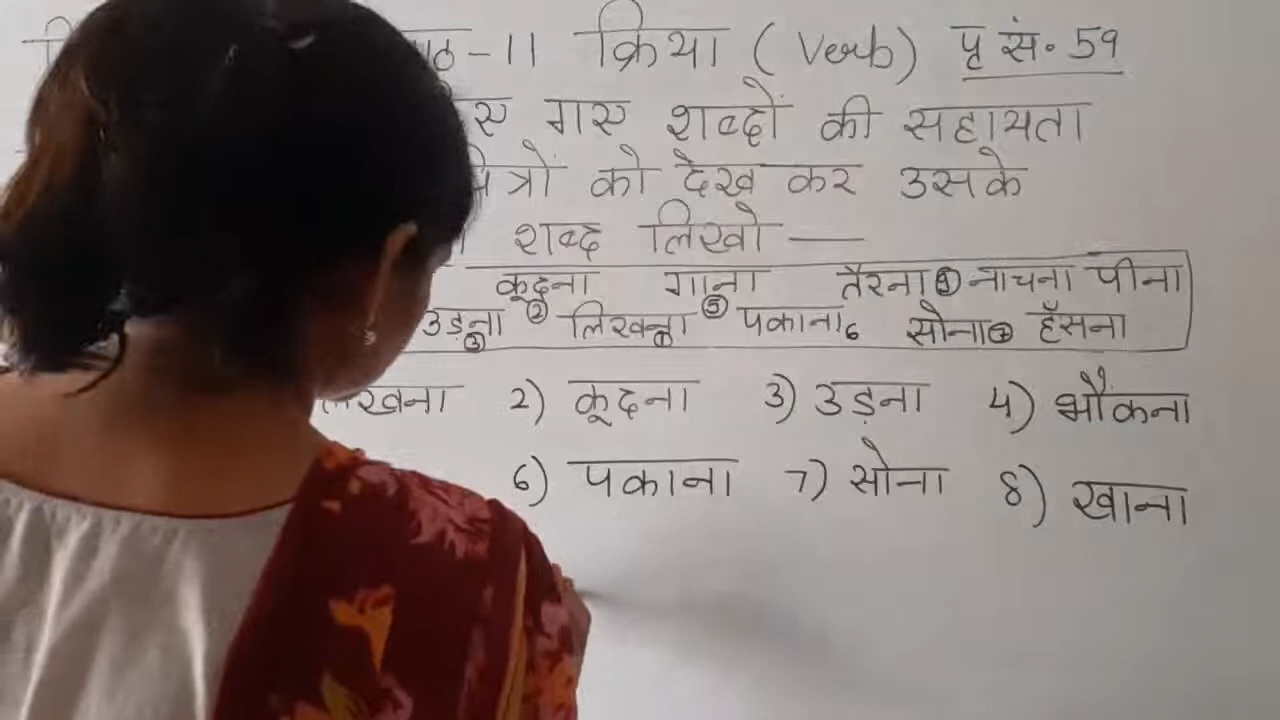 पाठ-11 क्रिया (Verb) पृ सं. 59
गए शब्दों की सहायता
को देख कर उसके
शब्द लिखो —
कूदना गाना तैरना नाचना पीना
उड़ना लिखना पकाना 6 सोना हँसना
2) कूदना 3) उड़ना 4) भौंकना
6) पकाना 7) सोना 8) खाना